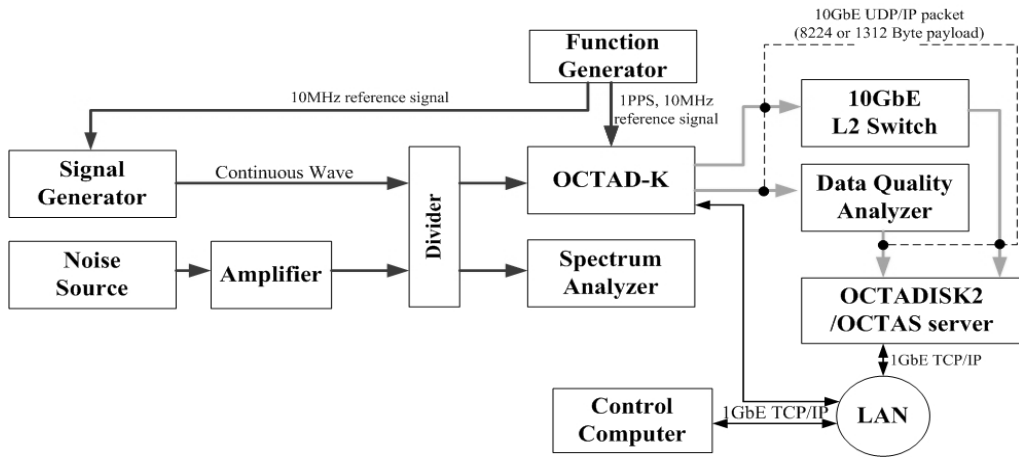 10GbE UDP/IP packet
(8224 or 1312 Byte payload)
Function
Generator
10MHz reference signal
1PPS, 10MHz
reference signal
10GbE
L2 Switch
Signal
Generator
Continuous Wave
Divider
OCTAD-K
Data Quality
Analyzer
Noise
Source
Amplifier
Spectrum
Analyzer
OCTADISK2
/OCTAS server
1GbE TCP/IP
Control
Computer
1GbE TCP/IP
LAN